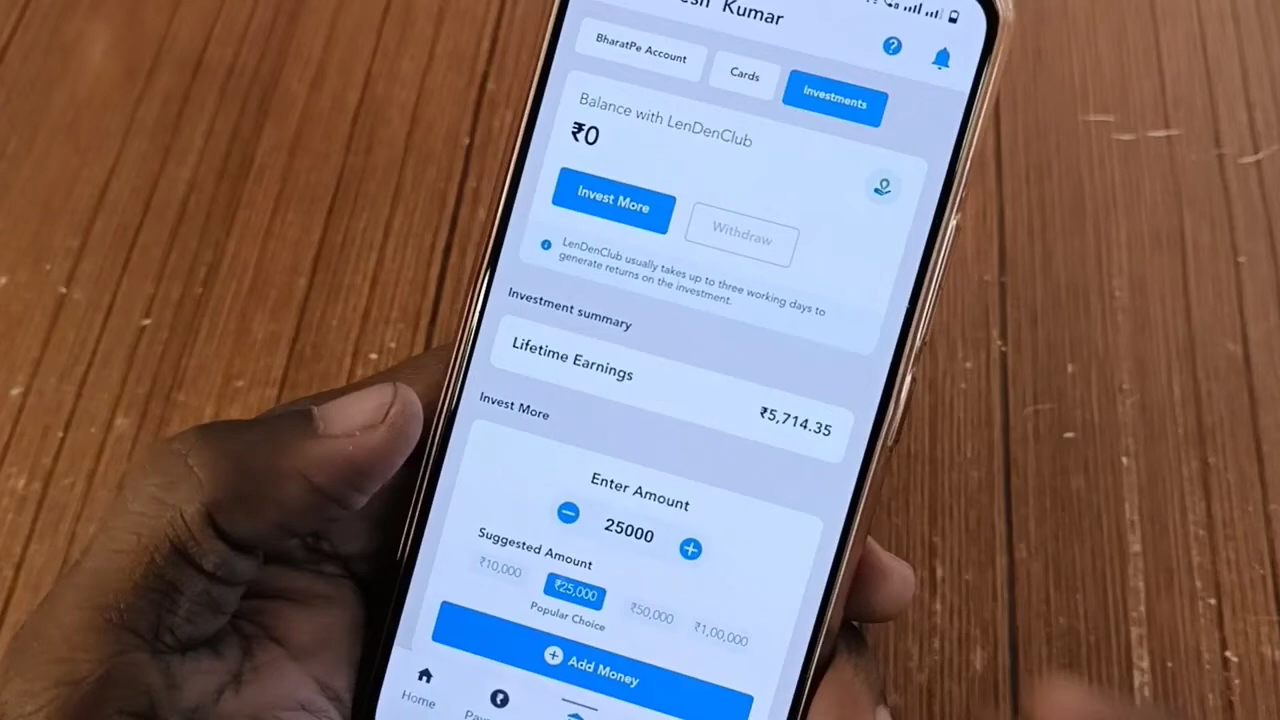 Kumar
BharatPe Account
Cards
Investments
Balance with LenDenClub
₹0
Invest More
Withdraw
LenDenClub usually takes up to three working days to
generate returns on the investment.
Investment summary
Lifetime Earnings
₹5,714.35
Invest More
Enter Amount
25000
Suggested Amount
₹10,000
₹25,000
₹50,000
₹1,00,000
Popular Choice
Add Money
Home